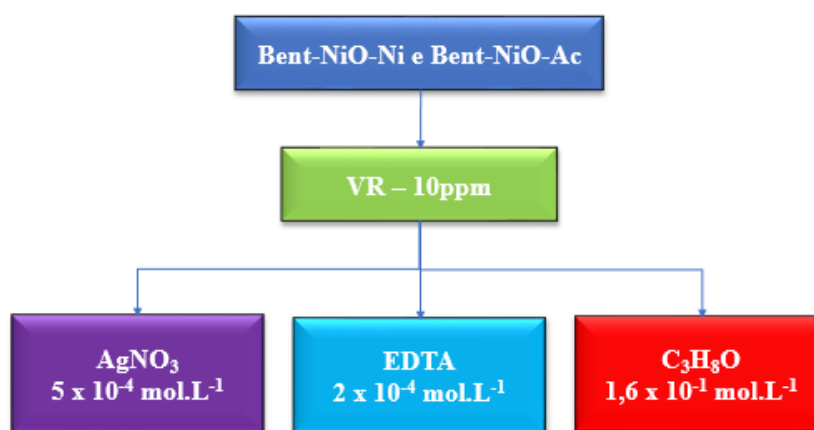 Bent-NiO-Ni e Bent-NiO-Ac
VR – 10ppm
AgNO₃
5 x 10⁻⁴ mol.L⁻¹
EDTA
2 x 10⁻⁴ mol.L⁻¹
C₃H₈O
1,6 x 10⁻¹ mol.L⁻¹